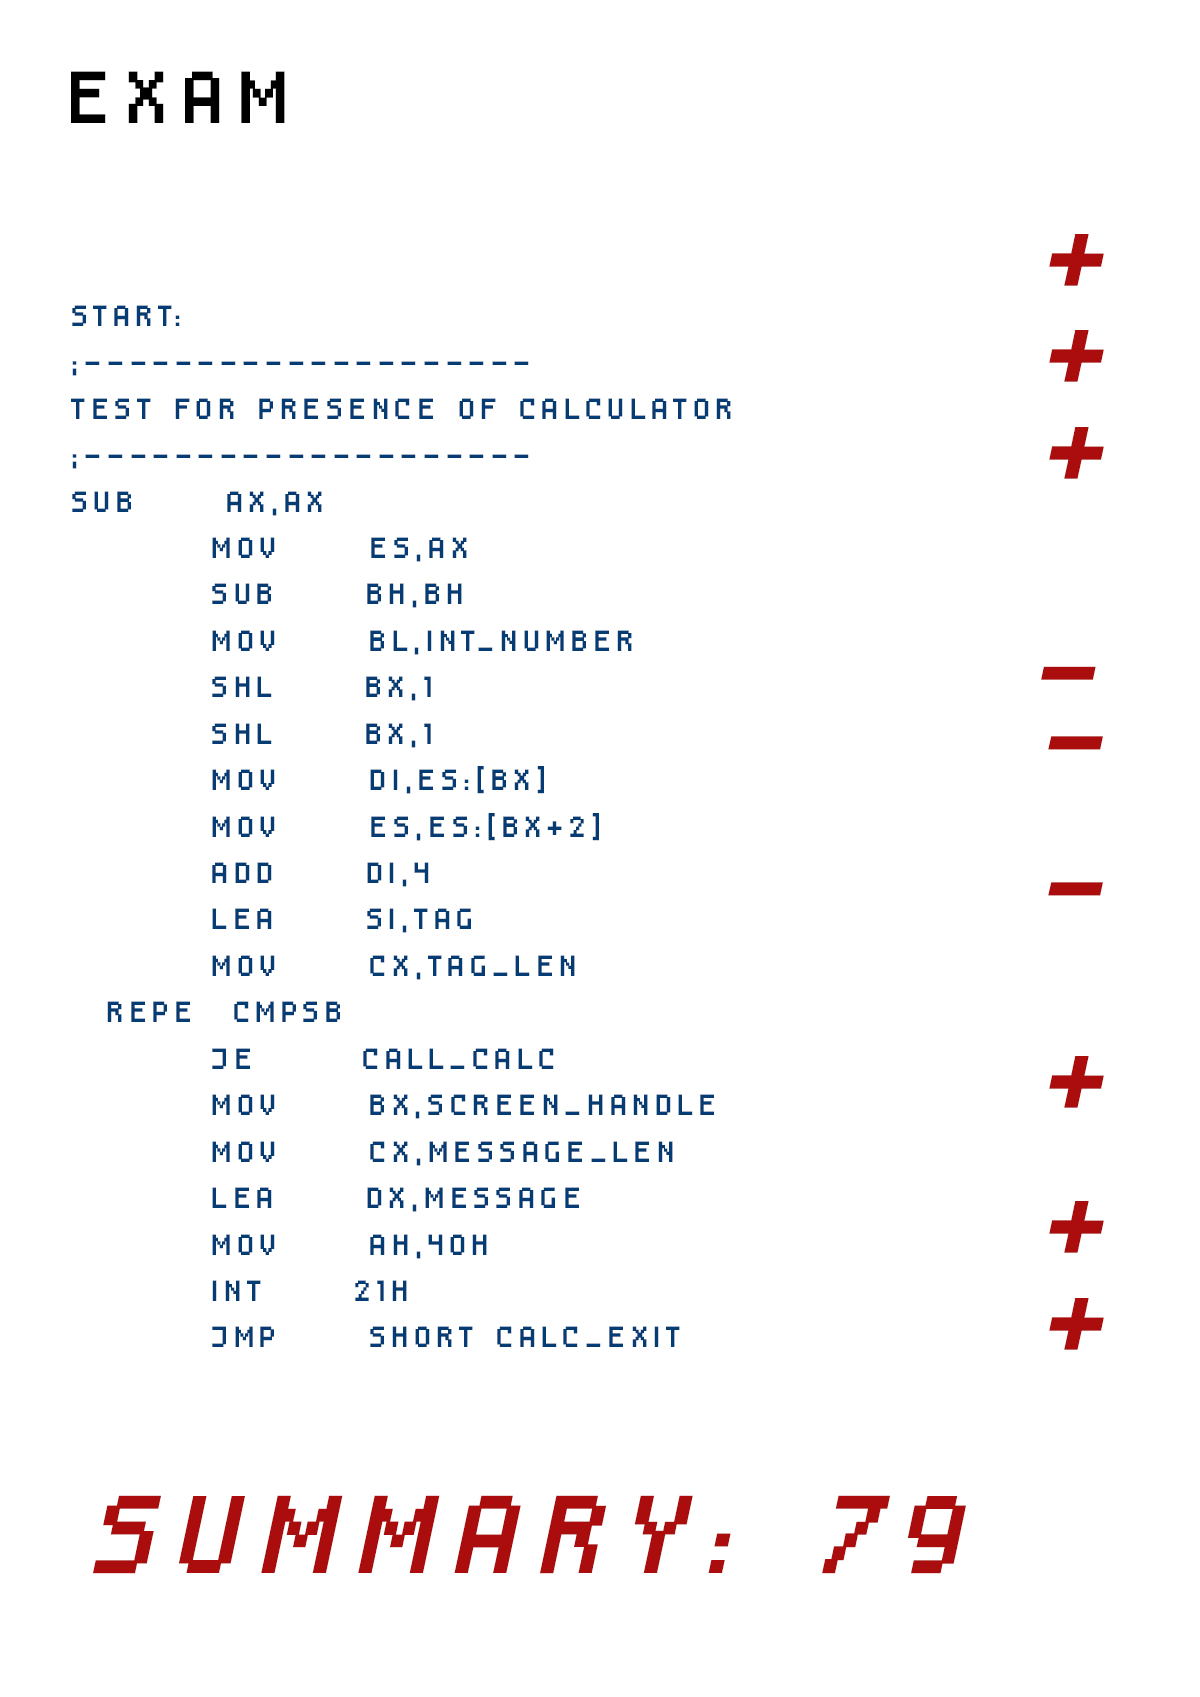 EXAM
+
START:
+
;--------------------
TEST FOR PRESENCE OF CALCULATOR
+
;--------------------
SUB AX,AX
MOV ES,AX
SUB BH,BH
MOV BL,INT_NUMBER
-
SHL BX,1
SHL BX,1
-
MOV DI,ES:[BX]
MOV ES,ES:[BX+2]
ADD DI,4
-
LEA SI,TAG
MOV CX,TAG_LEN
REPE CMPSB
JE CALL_CALC
+
MOV BX,SCREEN_HANDLE
MOV CX,MESSAGE_LEN
LEA DX,MESSAGE
+
MOV AH,40H
INT 21H
+
JMP SHORT CALC_EXIT
SUMMARY: 79